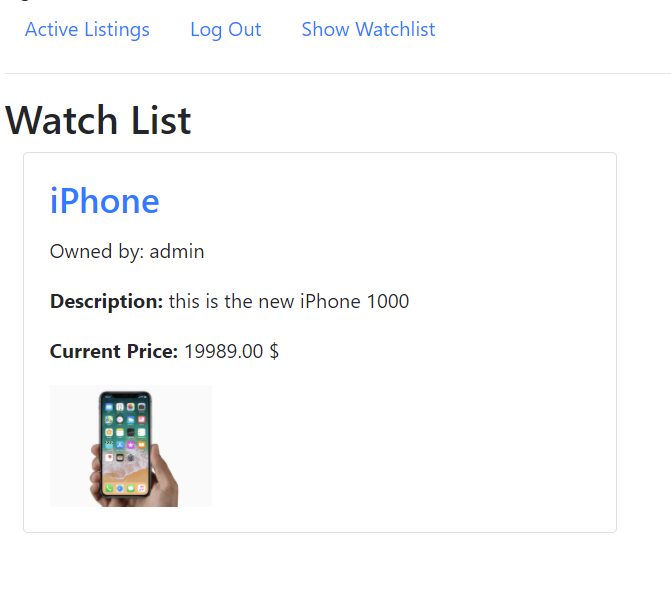 Active Listings Log Out Show Watchlist
Watch List
iPhone
Owned by: admin
Description: this is the new iPhone 1000
Current Price: 19989.00 $